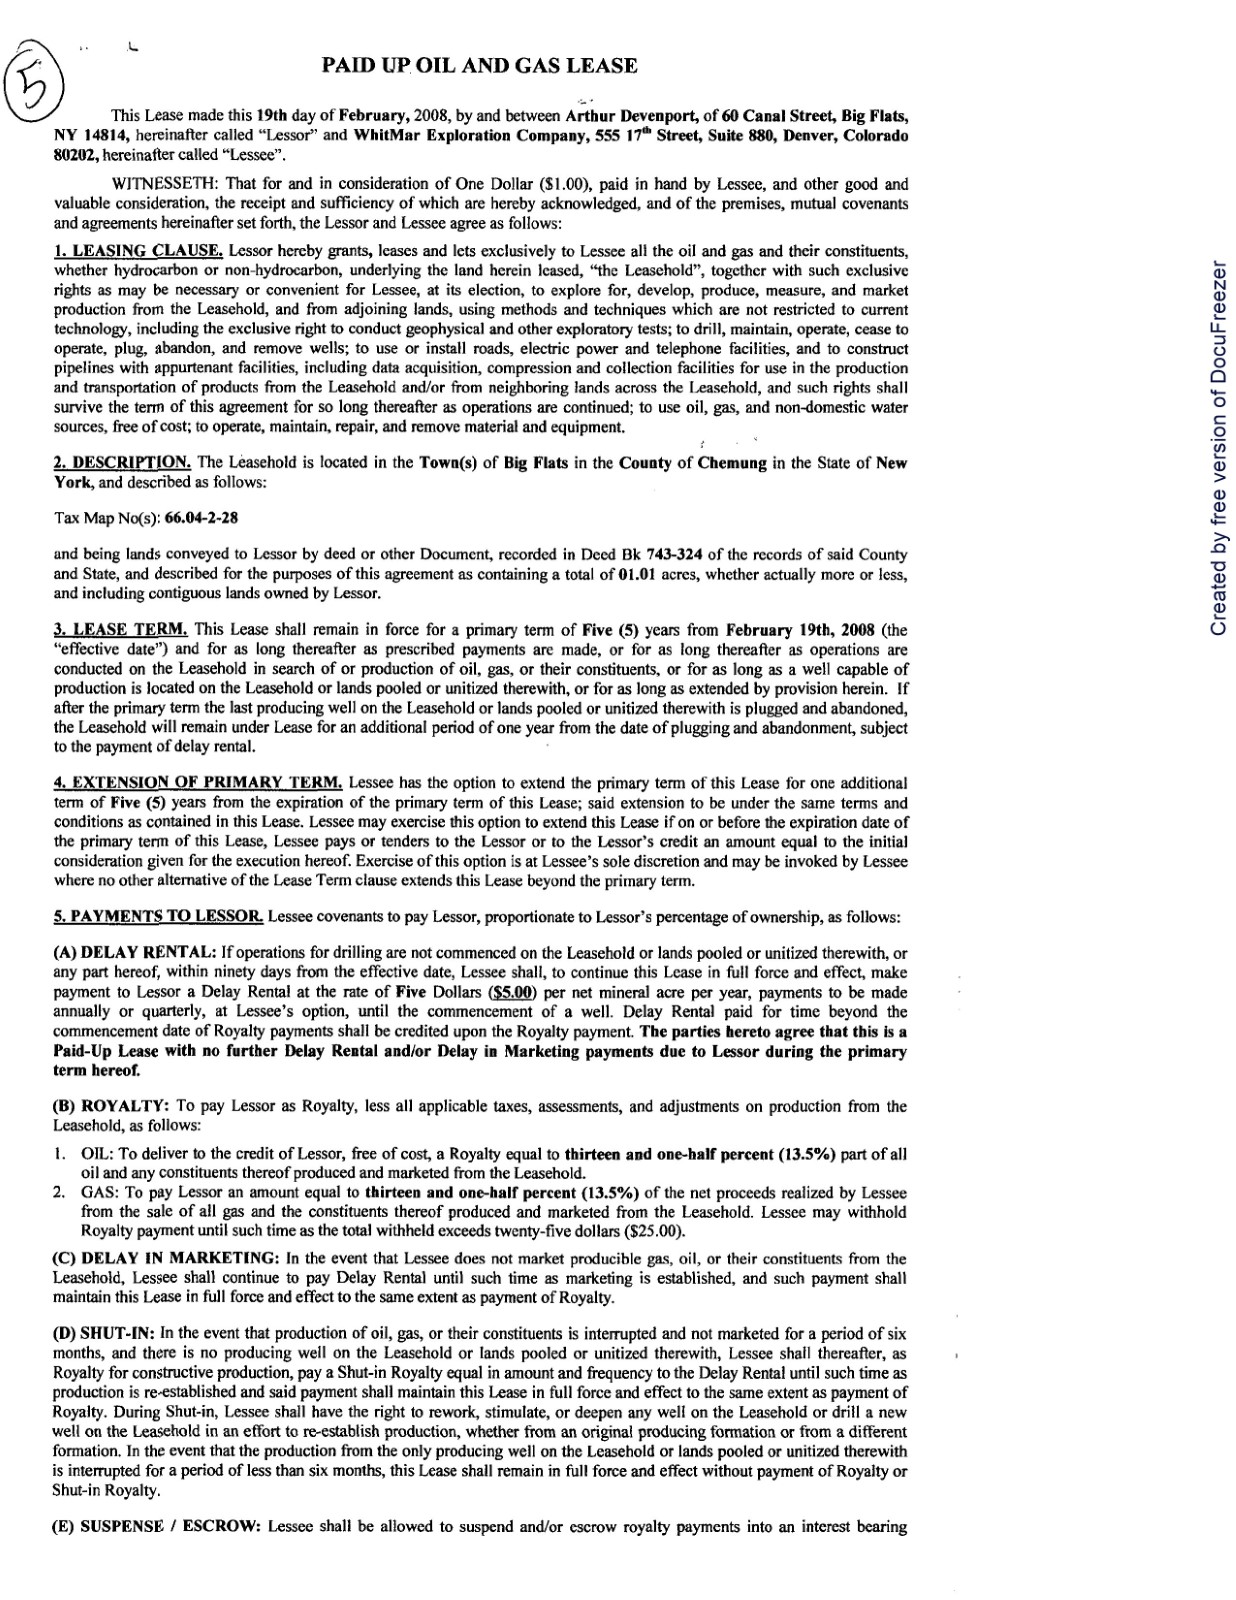 5
PAID UP OIL AND GAS LEASE
This Lease made this 19th day of February, 2008, by and between Arthur Devenport, of 60 Canal Street, Big Flats,
NY 14814, hereinafter called “Lessor” and WhitMar Exploration Company, 555 17th Street, Suite 880, Denver, Colorado
80202, hereinafter called “Lessee”.
WITNESSETH: That for and in consideration of One Dollar ($1.00), paid in hand by Lessee, and other good and
valuable consideration, the receipt and sufficiency of which are hereby acknowledged, and of the premises, mutual covenants
and agreements hereinafter set forth, the Lessor and Lessee agree as follows:
1. LEASING CLAUSE. Lessor hereby grants, leases and lets exclusively to Lessee all the oil and gas and their constituents,
whether hydrocarbon or non-hydrocarbon, underlying the land herein leased, “the Leasehold”, together with such exclusive
rights as may be necessary or convenient for Lessee, at its election, to explore for, develop, produce, measure, and market
production from the Leasehold, and from adjoining lands, using methods and techniques which are not restricted to current
technology, including the exclusive right to conduct geophysical and other exploratory tests; to drill, maintain, operate, cease to
operate, plug, abandon, and remove wells; to use or install roads, electric power and telephone facilities, and to construct
pipelines with appurtenant facilities, including data acquisition, compression and collection facilities for use in the production
and transportation of products from the Leasehold and/or from neighboring lands across the Leasehold, and such rights shall
survive the term of this agreement for so long thereafter as operations are continued; to use oil, gas, and non-domestic water
sources, free of cost; to operate, maintain, repair, and remove material and equipment.
2. DESCRIPTION. The Leasehold is located in the Town(s) of Big Flats in the County of Chemung in the State of New
York, and described as follows:
Tax Map No(s): 66.04-2-28
and being lands conveyed to Lessor by deed or other Document, recorded in Deed Bk 743-324 of the records of said County
and State, and described for the purposes of this agreement as containing a total of 01.01 acres, whether actually more or less,
and including contiguous lands owned by Lessor.
3. LEASE TERM. This Lease shall remain in force for a primary term of Five (5) years from February 19th, 2008 (the
“effective date”) and for as long thereafter as prescribed payments are made, or for as long thereafter as operations are
conducted on the Leasehold in search of or production of oil, gas, or their constituents, or for as long as a well capable of
production is located on the Leasehold or lands pooled or unitized therewith, or for as long as extended by provision herein. If
after the primary term the last producing well on the Leasehold or lands pooled or unitized therewith is plugged and abandoned,
the Leasehold will remain under Lease for an additional period of one year from the date of plugging and abandonment, subject
to the payment of delay rental.
4. EXTENSION OF PRIMARY TERM. Lessee has the option to extend the primary term of this Lease for one additional
term of Five (5) years from the expiration of the primary term of this Lease; said extension to be under the same terms and
conditions as contained in this Lease. Lessee may exercise this option to extend this Lease if on or before the expiration date of
the primary term of this Lease, Lessee pays or tenders to the Lessor or to the Lessor’s credit an amount equal to the initial
consideration given for the execution hereof. Exercise of this option is at Lessee’s sole discretion and may be invoked by Lessee
where no other alternative of the Lease Term clause extends this Lease beyond the primary term.
5. PAYMENTS TO LESSOR. Lessee covenants to pay Lessor, proportionate to Lessor’s percentage of ownership, as follows:
(A) DELAY RENTAL: If operations for drilling are not commenced on the Leasehold or lands pooled or unitized therewith, or
any part hereof, within ninety days from the effective date, Lessee shall, to continue this Lease in full force and effect, make
payment to Lessor a Delay Rental at the rate of Five Dollars ($5.00) per net mineral acre per year, payments to be made
annually or quarterly, at Lessee’s option, until the commencement of a well. Delay Rental paid for time beyond the
commencement date of Royalty payments shall be credited upon the Royalty payment. The parties hereto agree that this is a
Paid-Up Lease with no further Delay Rental and/or Delay in Marketing payments due to Lessor during the primary
term hereof.
(B) ROYALTY: To pay Lessor as Royalty, less all applicable taxes, assessments, and adjustments on production from the
Leasehold, as follows:
1. OIL: To deliver to the credit of Lessor, free of cost, a Royalty equal to thirteen and one-half percent (13.5%) part of all
oil and any constituents thereof produced and marketed from the Leasehold.
2. GAS: To pay Lessor an amount equal to thirteen and one-half percent (13.5%) of the net proceeds realized by Lessee
from the sale of all gas and the constituents thereof produced and marketed from the Leasehold. Lessee may withhold
Royalty payment until such time as the total withheld exceeds twenty-five dollars ($25.00).
(C) DELAY IN MARKETING: In the event that Lessee does not market producible gas, oil, or their constituents from the
Leasehold, Lessee shall continue to pay Delay Rental until such time as marketing is established, and such payment shall
maintain this Lease in full force and effect to the same extent as payment of Royalty.
(D) SHUT-IN: In the event that production of oil, gas, or their constituents is interrupted and not marketed for a period of six
months, and there is no producing well on the Leasehold or lands pooled or unitized therewith, Lessee shall thereafter, as
Royalty for constructive production, pay a Shut-in Royalty equal in amount and frequency to the Delay Rental until such time as
production is re-established and said payment shall maintain this Lease in full force and effect to the same extent as payment of
Royalty. During Shut-in, Lessee shall have the right to rework, stimulate, or deepen any well on the Leasehold or drill a new
well on the Leasehold in an effort to re-establish production, whether from an original producing formation or from a different
formation. In the event that the production from the only producing well on the Leasehold or lands pooled or unitized therewith
is interrupted for a period of less than six months, this Lease shall remain in full force and effect without payment of Royalty or
Shut-in Royalty.
(E) SUSPENSE / ESCROW: Lessee shall be allowed to suspend and/or escrow royalty payments into an interest bearing
Created by free version of DocuFreezer